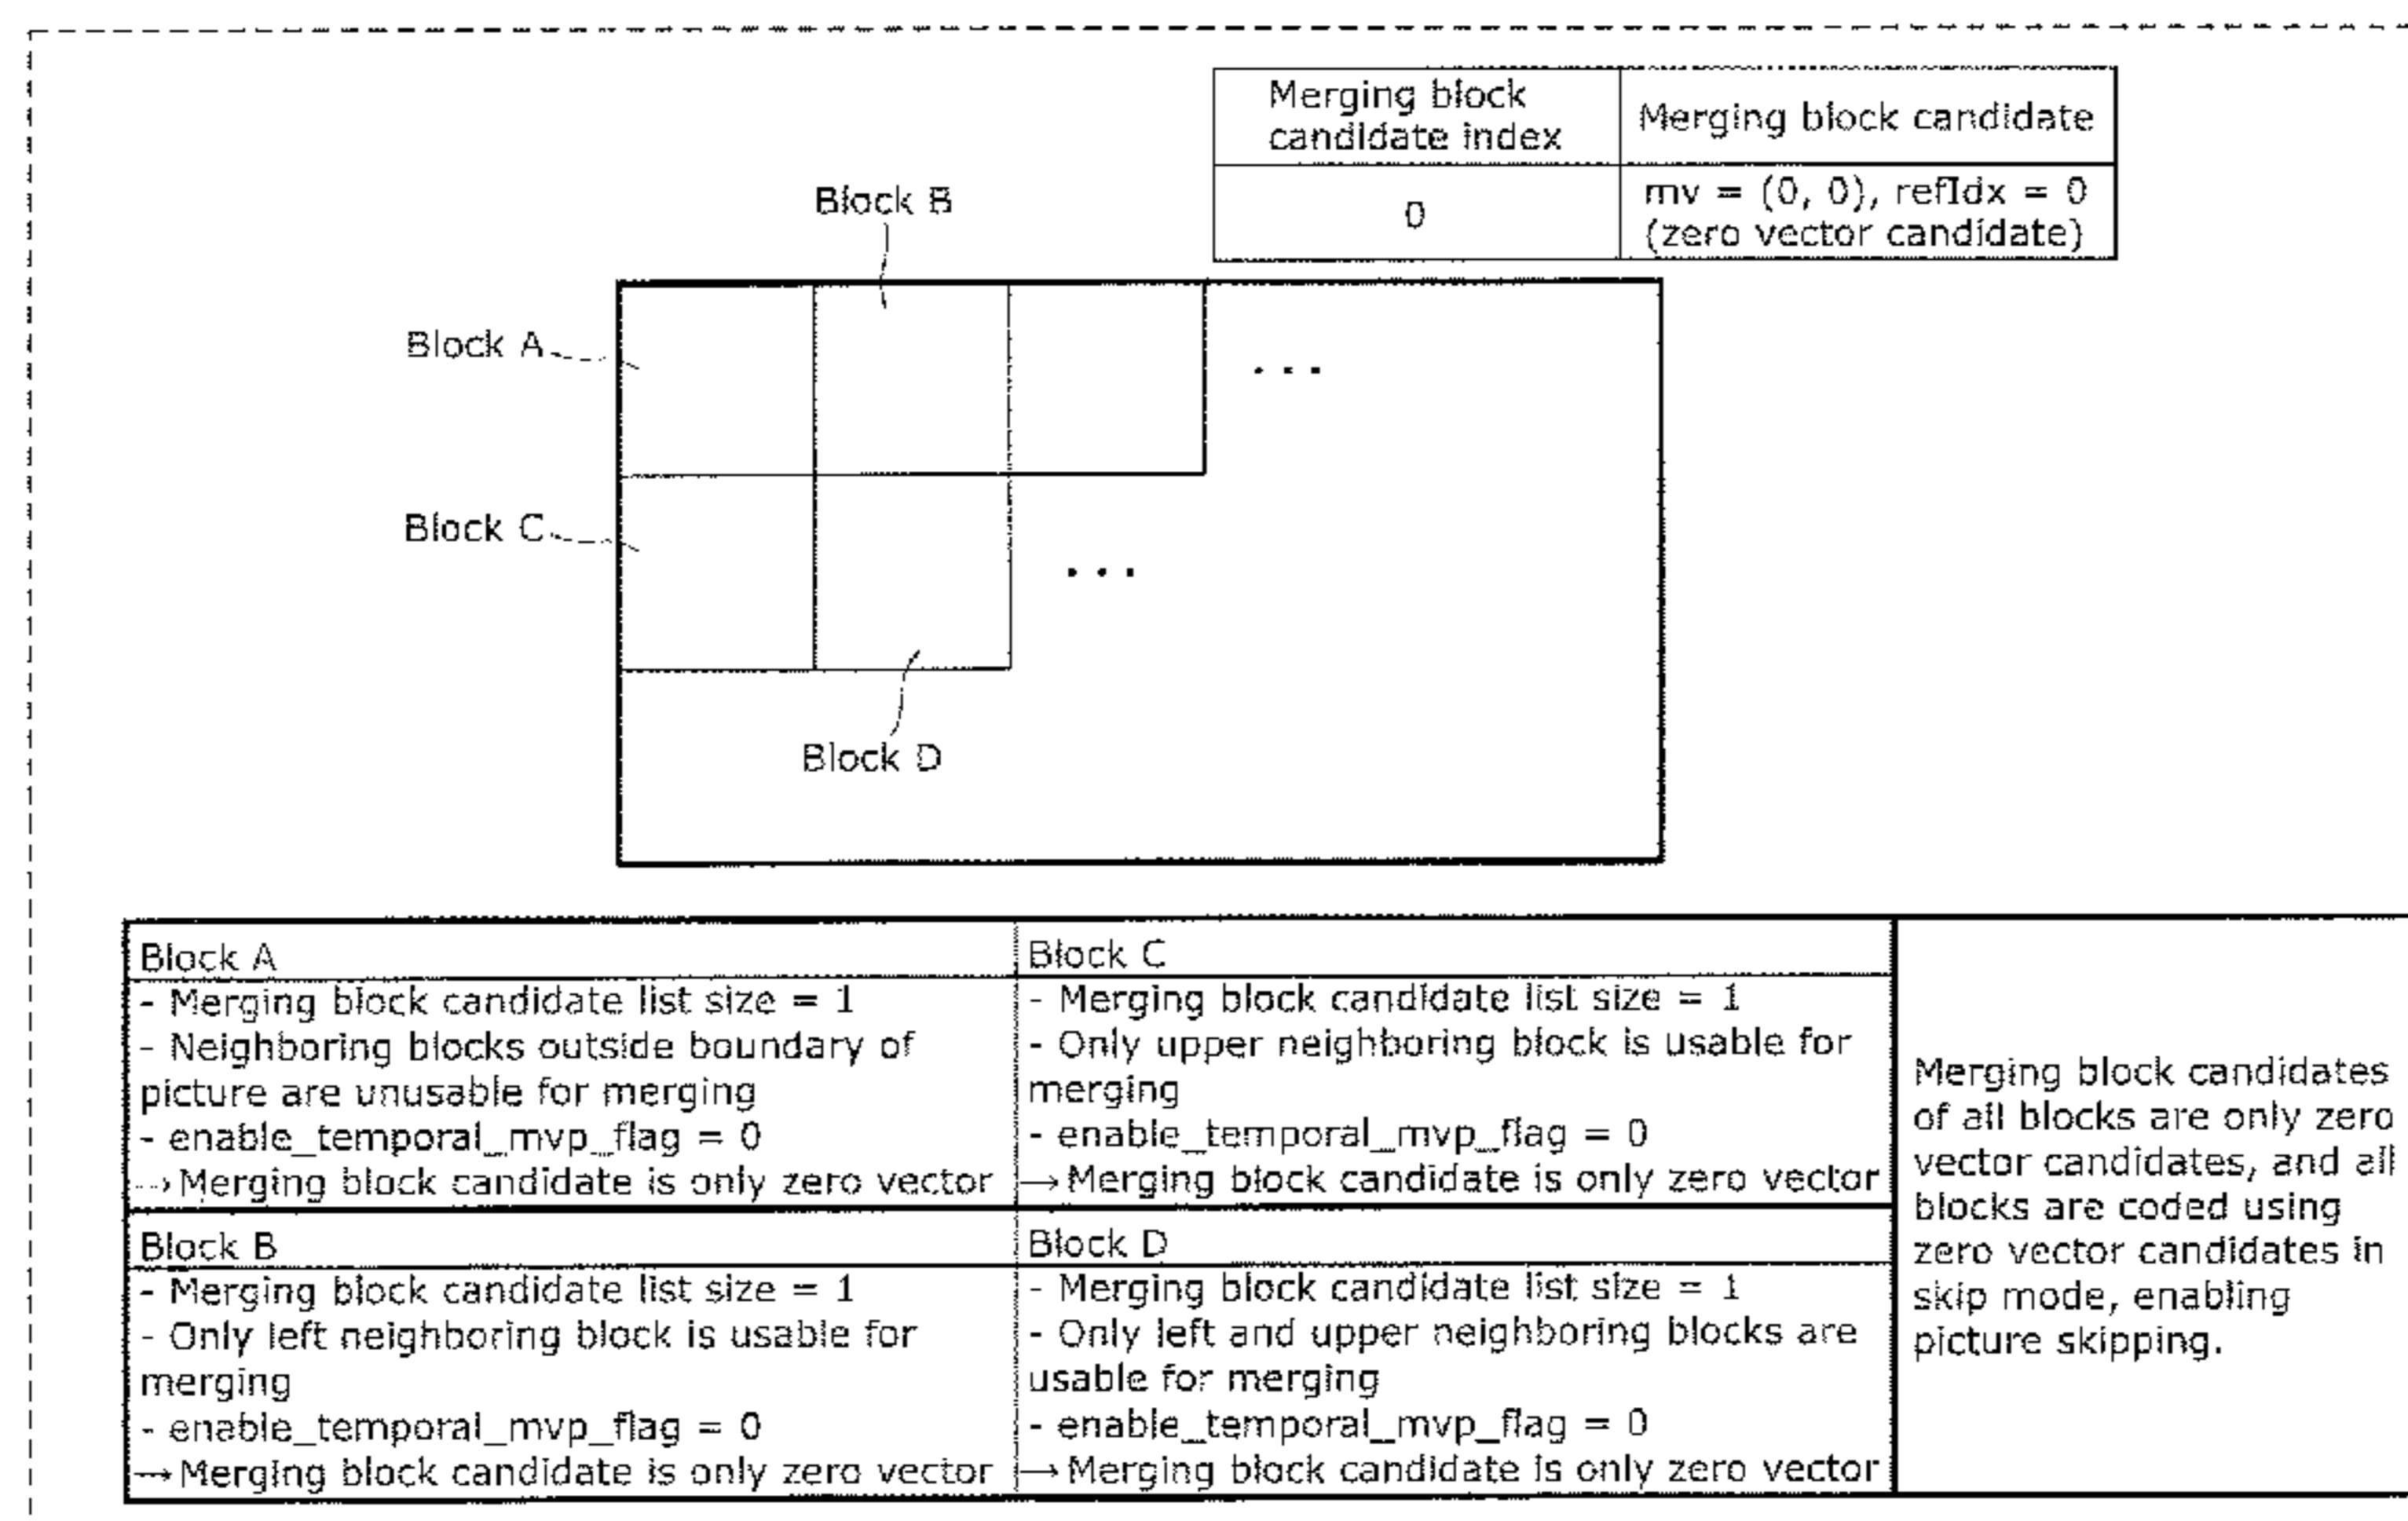 Merging block
candidate index
Merging block candidate
0
mv = (0, 0), refIdx = 0
(zero vector candidate)
Block B
Block A
...
Block C
...
Block D
Block A
- Merging block candidate list size = 1
- Neighboring blocks outside boundary of
picture are unusable for merging
- enable_temporal_mvp_flag = 0
→Merging block candidate is only zero vector
Block C
- Merging block candidate list size = 1
- Only upper neighboring block is usable for
merging
- enable_temporal_mvp_flag = 0
→Merging block candidate is only zero vector
Block B
- Merging block candidate list size = 1
- Only left neighboring block is usable for
merging
- enable_temporal_mvp_flag = 0
→Merging block candidate is only zero vector
Block D
- Merging block candidate list size = 1
- Only left and upper neighboring blocks are
usable for merging
- enable_temporal_mvp_flag = 0
→Merging block candidate is only zero vector
Merging block candidates
of all blocks are only zero
vector candidates, and all
blocks are coded using
zero vector candidates in
skip mode, enabling
picture skipping.